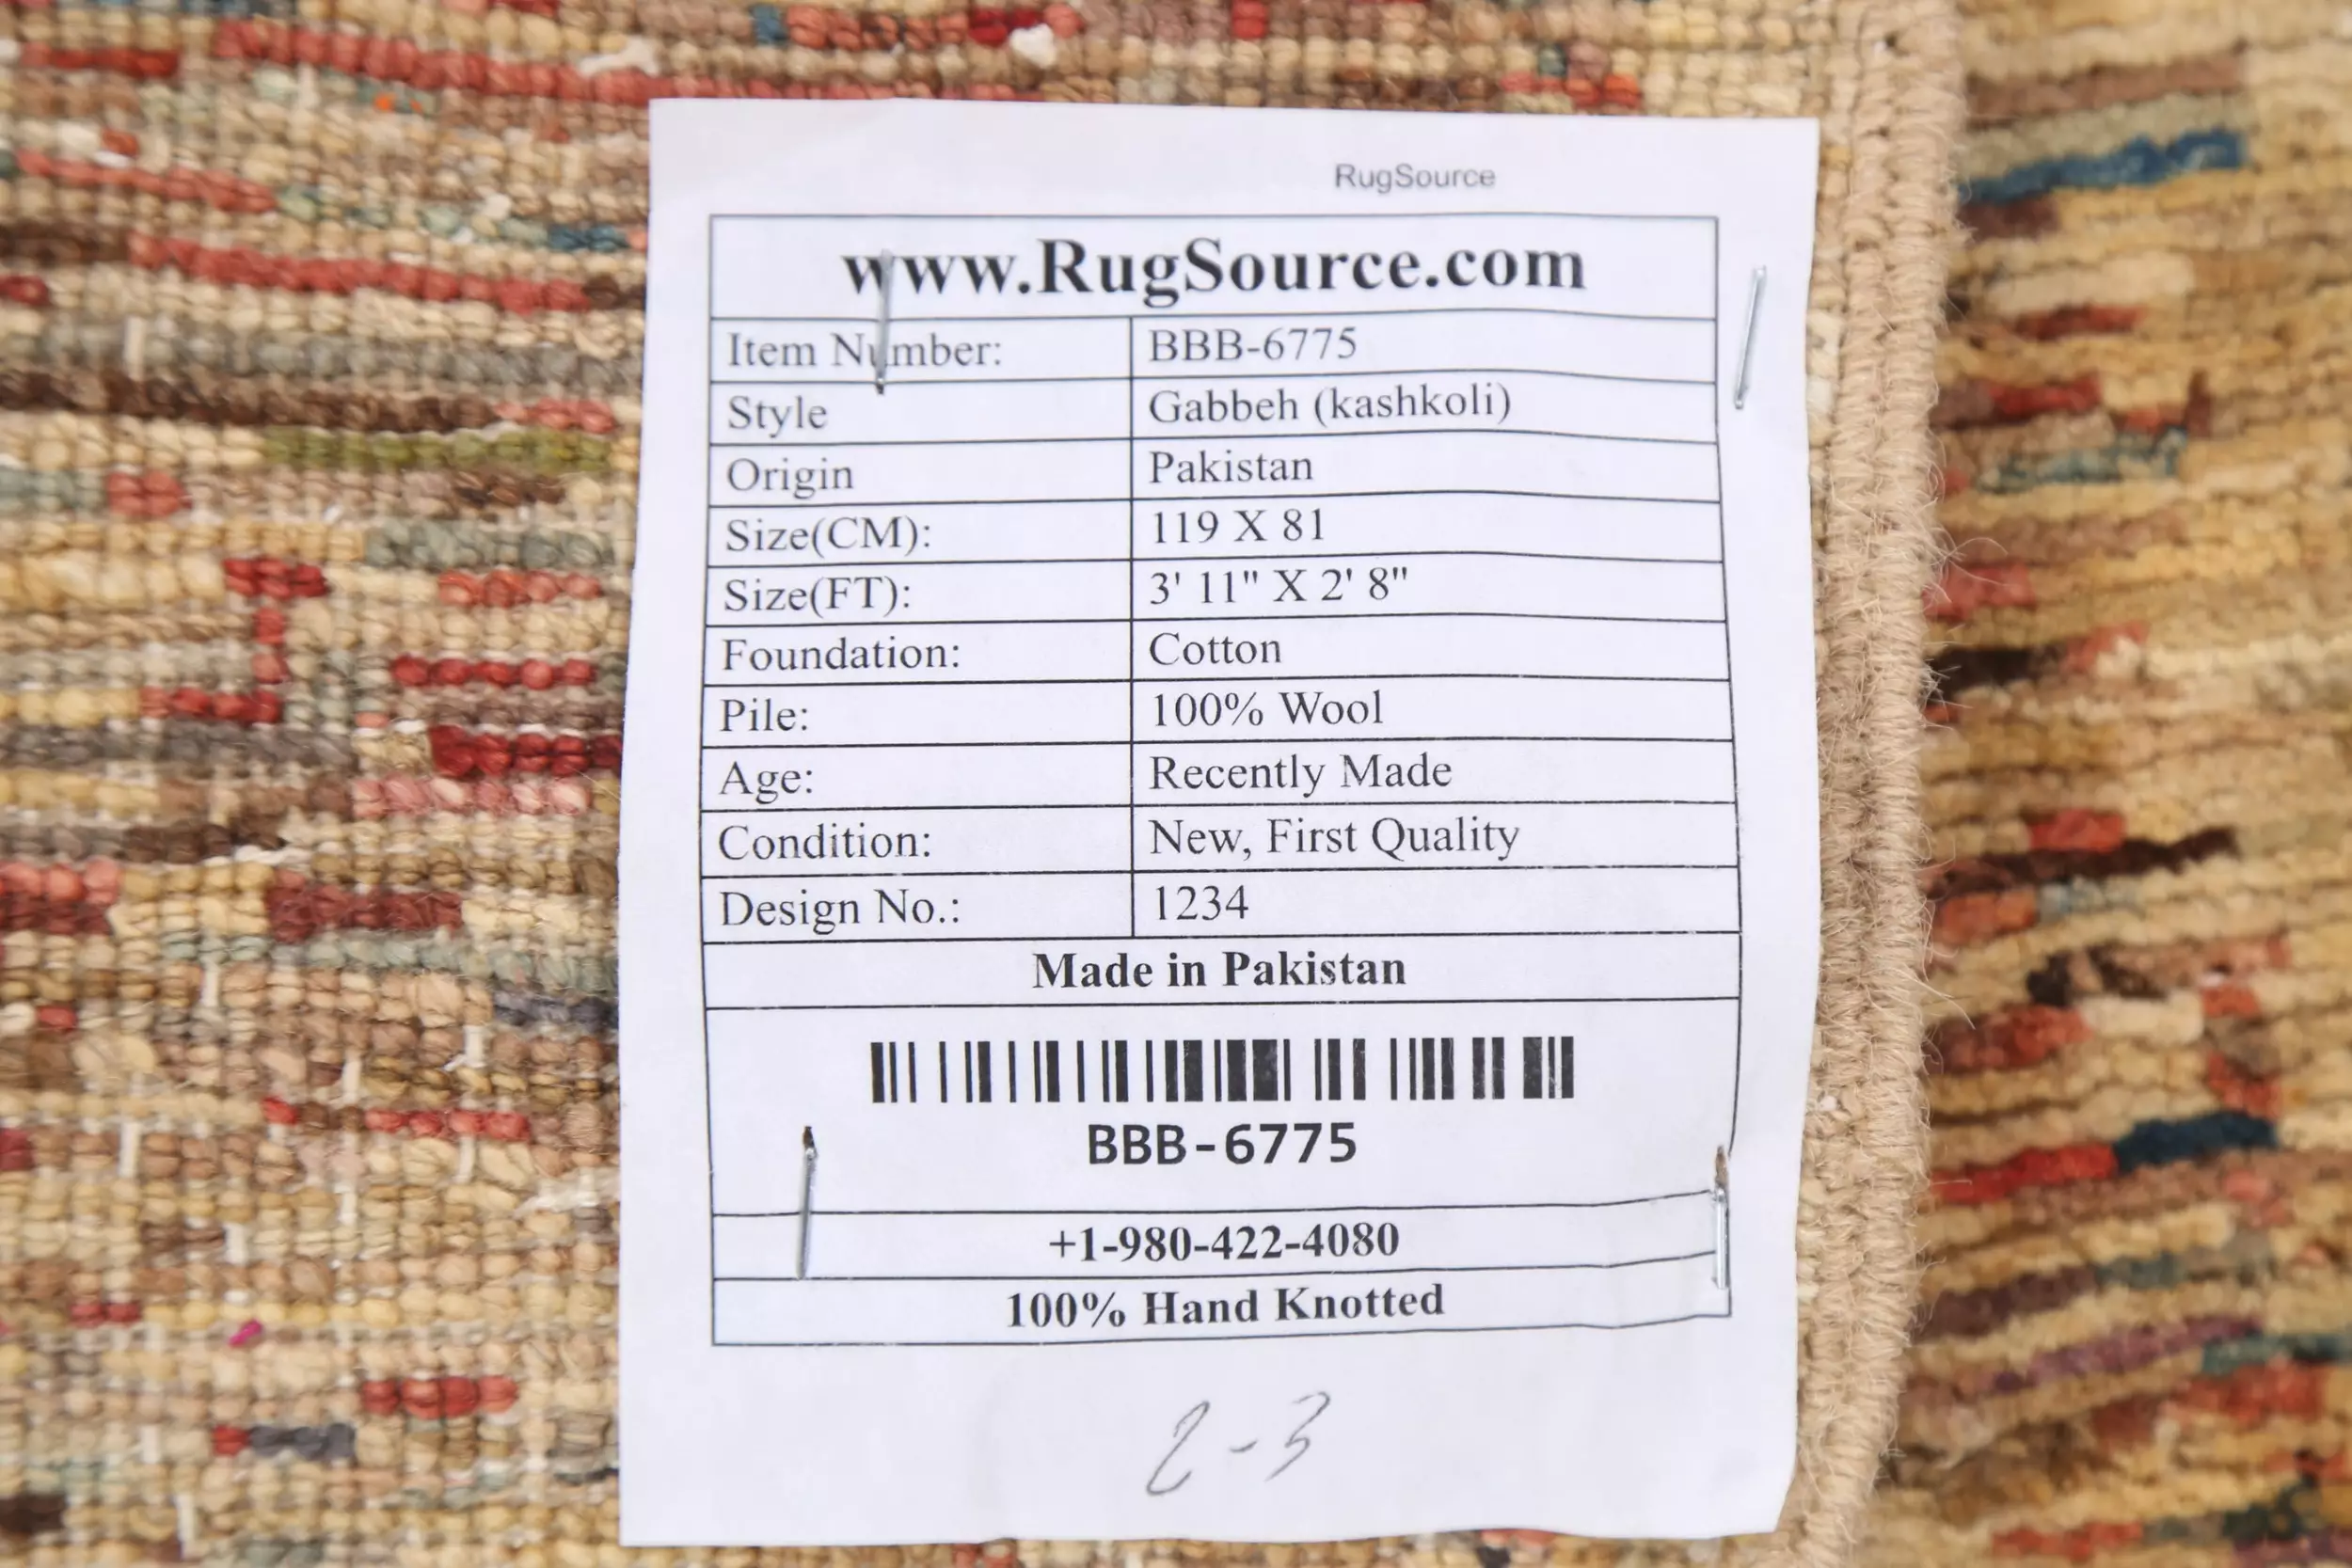 RugSource
www.RugSource.com
Item Number: BBB-6775
Style Gabbeh (kashkoli)
Origin Pakistan
Size(CM): 119 X 81
Size(FT): 3' 11" X 2' 8"
Foundation: Cotton
Pile: 100% Wool
Age: Recently Made
Condition: New, First Quality
Design No.: 1234
Made in Pakistan
BBB-6775
+1-980-422-4080
100% Hand Knotted
2-3